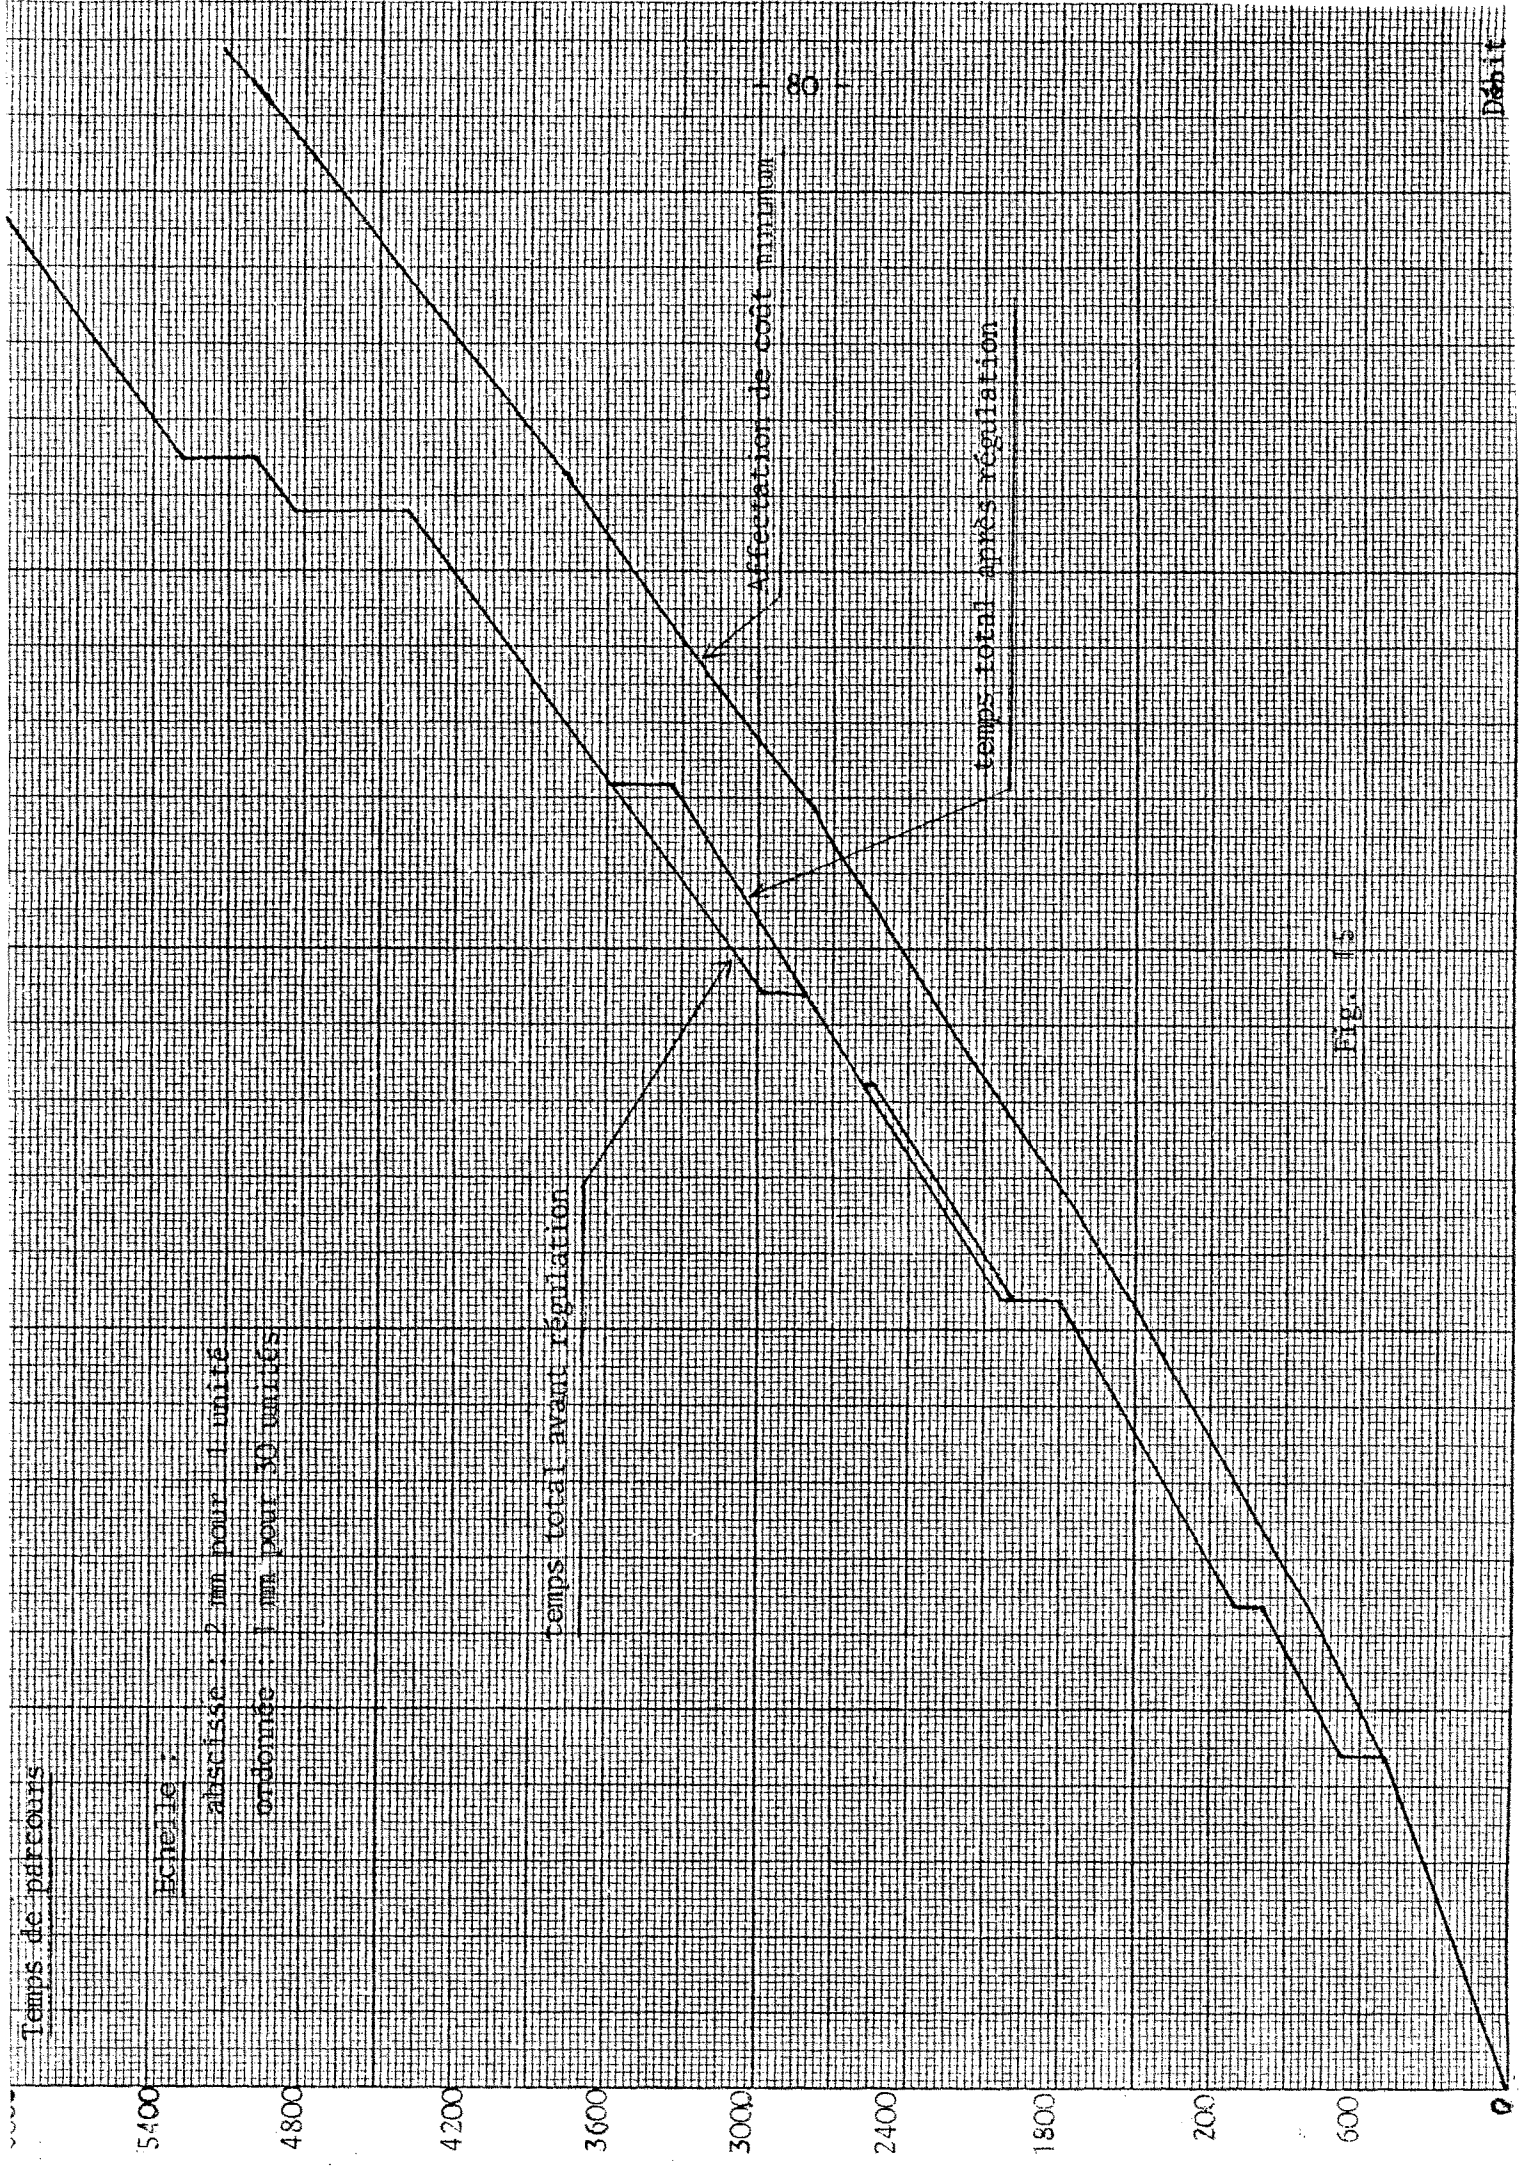 Temps de parcours
Echelle :
abscisse : 2 mm pour 1 unité
ordonnée : 1 mm pour 30 unités
temps total avant régulation
Affectation de coût minimum
temps total après régulation
- 81 -
Fig. 15
Débit
5400
4800
4200
3600
3000
2400
1800
200
600
0